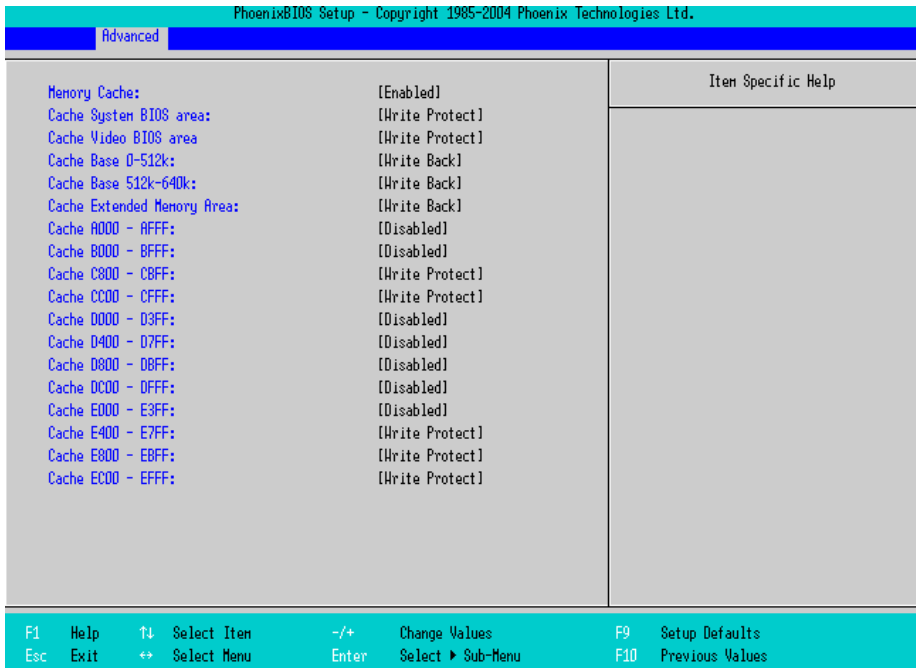 PhoenixBIOS Setup - Copyright 1985-2004 Phoenix Technologies Ltd.
Advanced
Item Specific Help
Memory Cache: [Enabled]
Cache System BIOS area: [Write Protect]
Cache Video BIOS area [Write Protect]
Cache Base 0-512k: [Write Back]
Cache Base 512k-640k: [Write Back]
Cache Extended Memory Area: [Write Back]
Cache A000 - AFFF: [Disabled]
Cache B000 - BFFF: [Disabled]
Cache C800 - CBFF: [Write Protect]
Cache CC00 - CFFF: [Write Protect]
Cache D000 - D3FF: [Disabled]
Cache D400 - D7FF: [Disabled]
Cache D800 - DBFF: [Disabled]
Cache DC00 - DFFF: [Disabled]
Cache E000 - E3FF: [Disabled]
Cache E400 - E7FF: [Write Protect]
Cache E800 - EBFF: [Write Protect]
Cache EC00 - EFFF: [Write Protect]
F1 Help ↑↓ Select Item -/+ Change Values F9 Setup Defaults
Esc Exit ↔ Select Menu Enter Select ▶ Sub-Menu F10 Previous Values